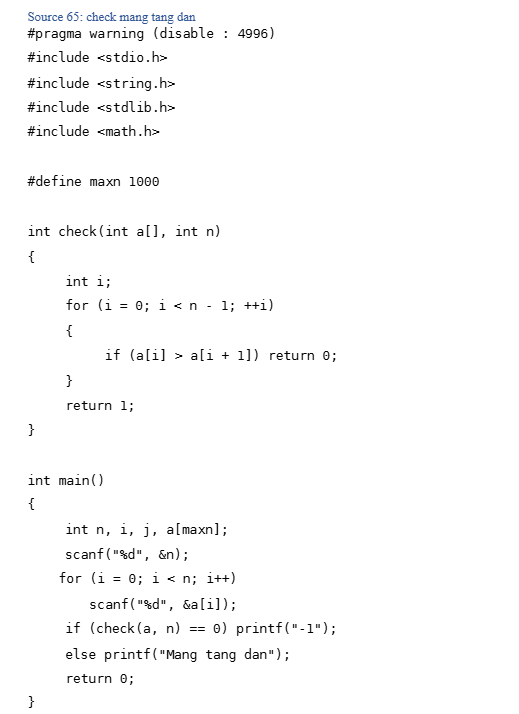 Source 65: check mang tang dan
#pragma warning (disable : 4996)
#include <stdio.h>
#include <string.h>
#include <stdlib.h>
#include <math.h>
#define maxn 1000
int check(int a[], int n)
{
int i;
for (i = 0; i < n - 1; ++i)
{
if (a[i] > a[i + 1]) return 0;
}
return 1;
}
int main()
{
int n, i, j, a[maxn];
scanf("%d", &n);
for (i = 0; i < n; i++)
scanf("%d", &a[i]);
if (check(a, n) == 0) printf("-1");
else printf("Mang tang dan");
return 0;
}